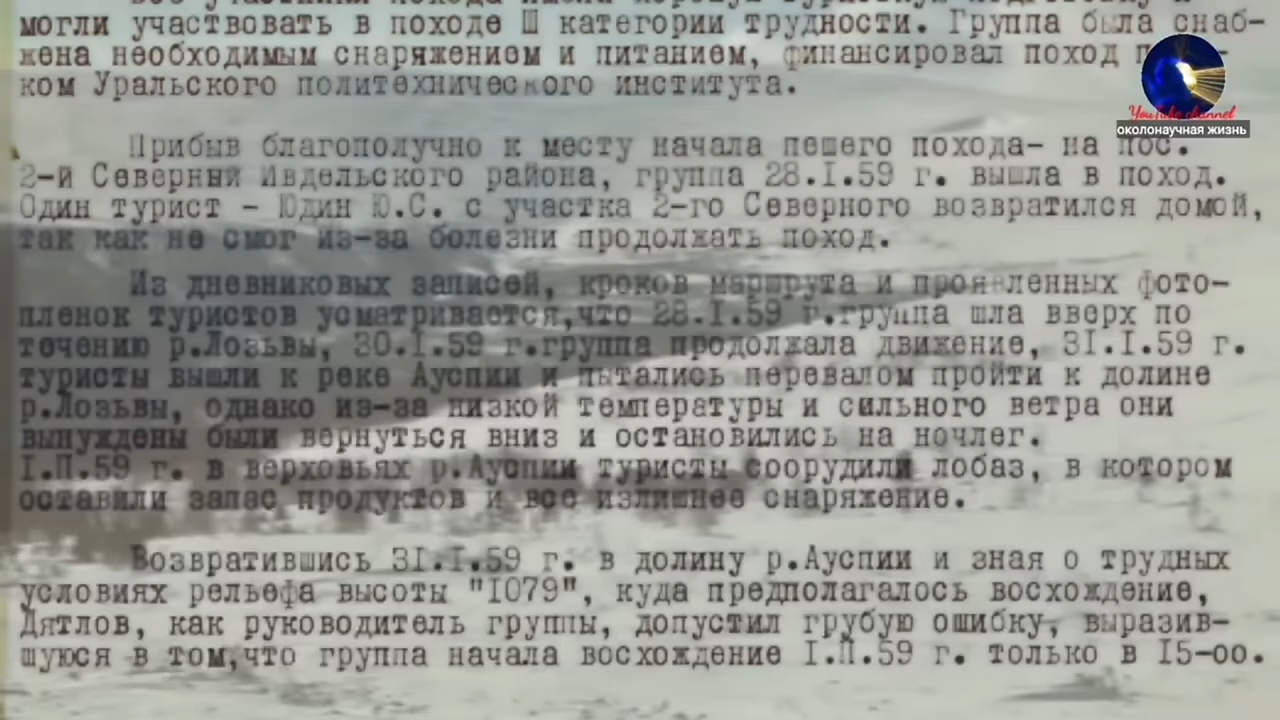 могли участвовать в походе Ш категории трудности. Группа была снаб-
жена необходимым снаряжением и питанием, финансировал поход
ком Уральского политехнического института.
Прибыв благополучно к месту начала пешего похода- на пос.
2-й Северный Ивдельского района, группа 28.I.59 г. вышла в поход.
Один турист - Юдин Ю.С. с участка 2-го Северного возвратился домой,
так как не смог из-за болезни продолжать поход.
Из дневниковых записей, кроков маршрута и проявленных фото-
пленок туристов усматривается,что 28.I.59 г.группа шла вверх по
течению р.Лозьвы, 30.I.59 г.группа продолжала движение, 31.I.59 г.
туристы вышли к реке Ауспии и пытались перевалом пройти к долине
р.Лозьвы, однако из-за низкой температуры и сильного ветра они
вынуждены были вернуться вниз и остановились на ночлег.
I.П.59 г. в верховьях р.Ауспии туристы соорудили лобаз, в котором
оставили запас продуктов и все излишнее снаряжение.
Возвратившись 31.I.59 г. в долину р.Ауспии и зная о трудных
условиях рельефа высоты "1079", куда предполагалось восхождение,
Дятлов, как руководитель группы, допустил грубую ошибку, выразив-
шуюся в том,что группа начала восхождение I.П.59 г. только в 15-оо.
YouTube channel
околонаучная жизнь